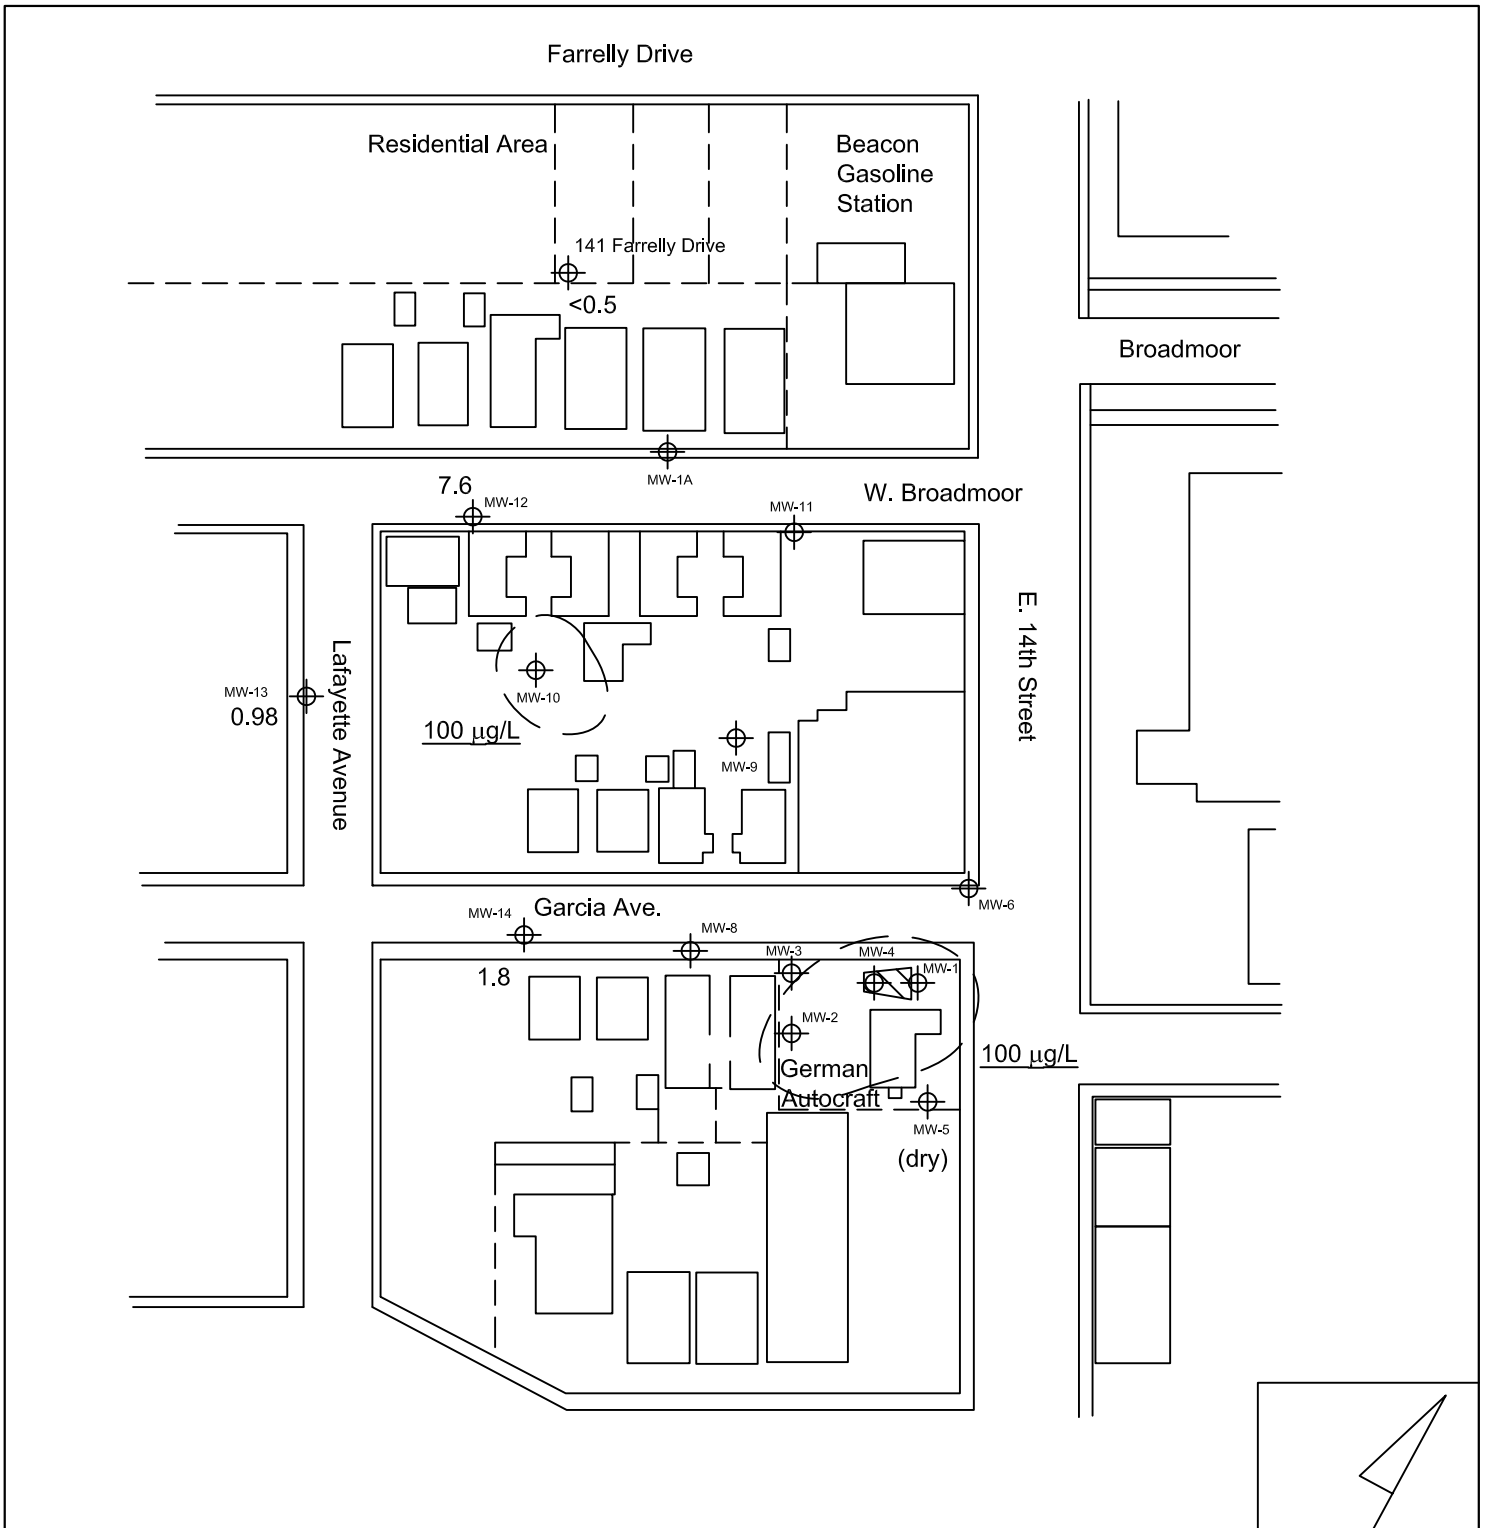 Farrelly Drive
Residential Area
Beacon
Gasoline
Station
141 Farrelly Drive
<0.5
Broadmoor
MW-1A
7.6
MW-12
W. Broadmoor
MW-11
E. 14th Street
Lafayette Avenue
MW-13
0.98
MW-10
100 µg/L
MW-9
MW-6
Garcia Ave.
MW-14
MW-8
MW-3
MW-4
MW-1
1.8
MW-2
100 µg/L
German
Autocraft
MW-5
(dry)